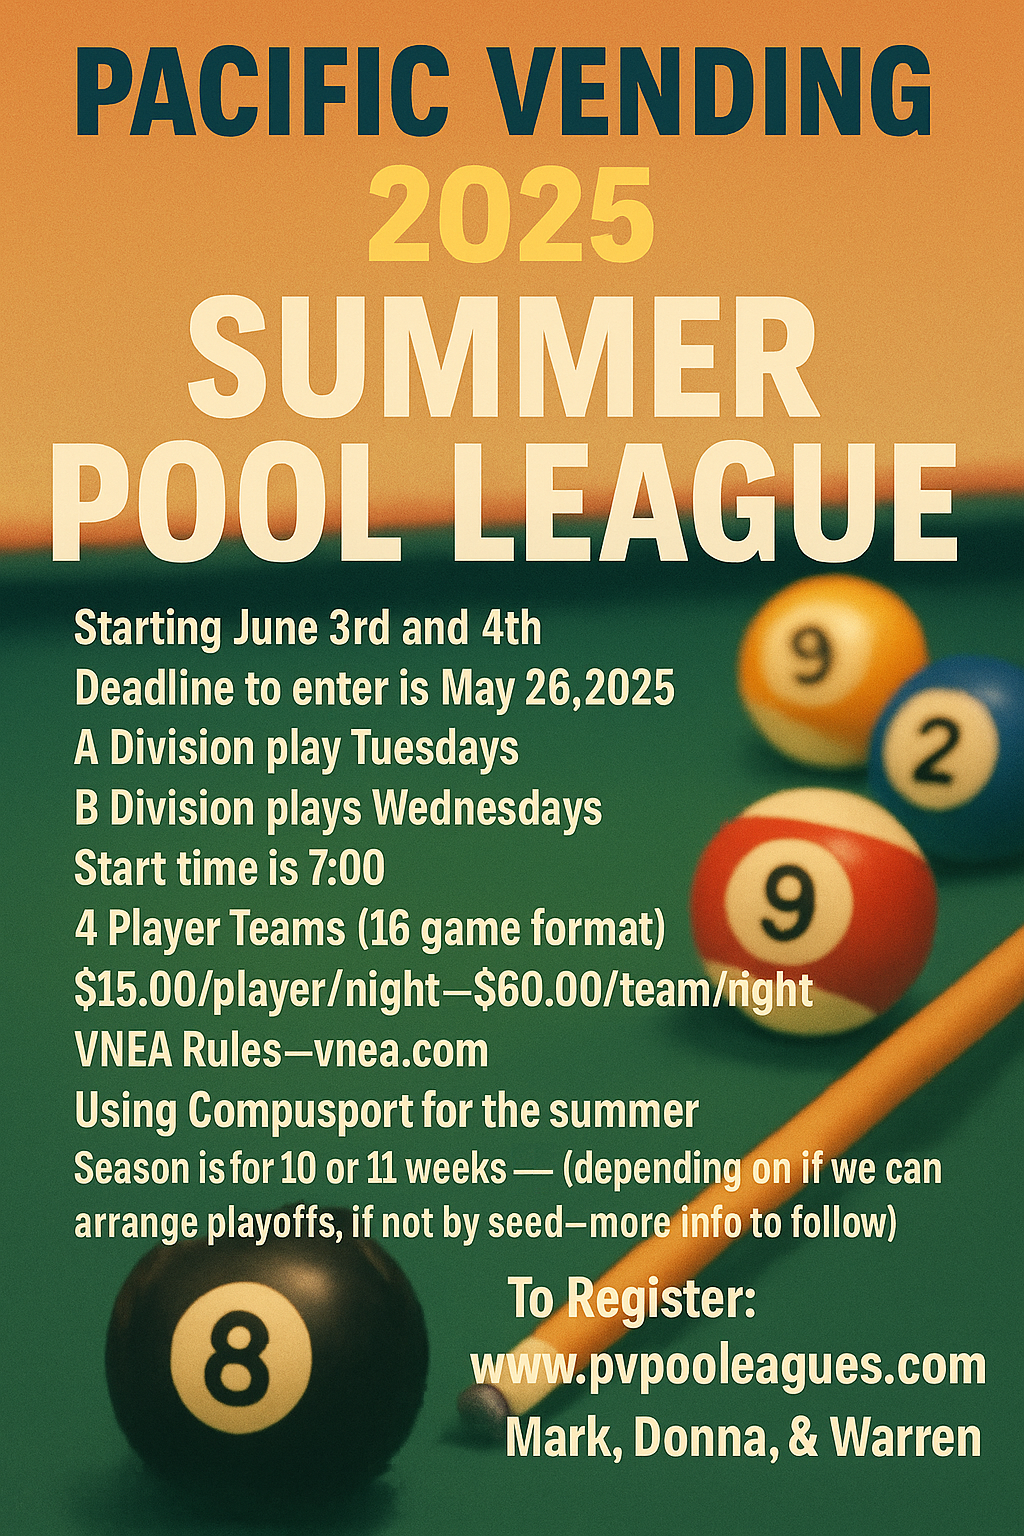 PACIFIC VENDING
2025
SUMMER
POOL LEAGUE
Starting June 3rd and 4th
Deadline to enter is May 26,2025
A Division play Tuesdays
B Division plays Wednesdays
Start time is 7:00
4 Player Teams (16 game format)
$15.00/player/night—$60.00/team/right
VNEA Rules—vnea.com
Using Compusport for the summer
Season is for 10 or 11 weeks — (depending on if we can
arrange playoffs, if not by seed—more info to follow)
To Register:
www.pvpooleagues.com
Mark, Donna, & Warren
9
2
9
8